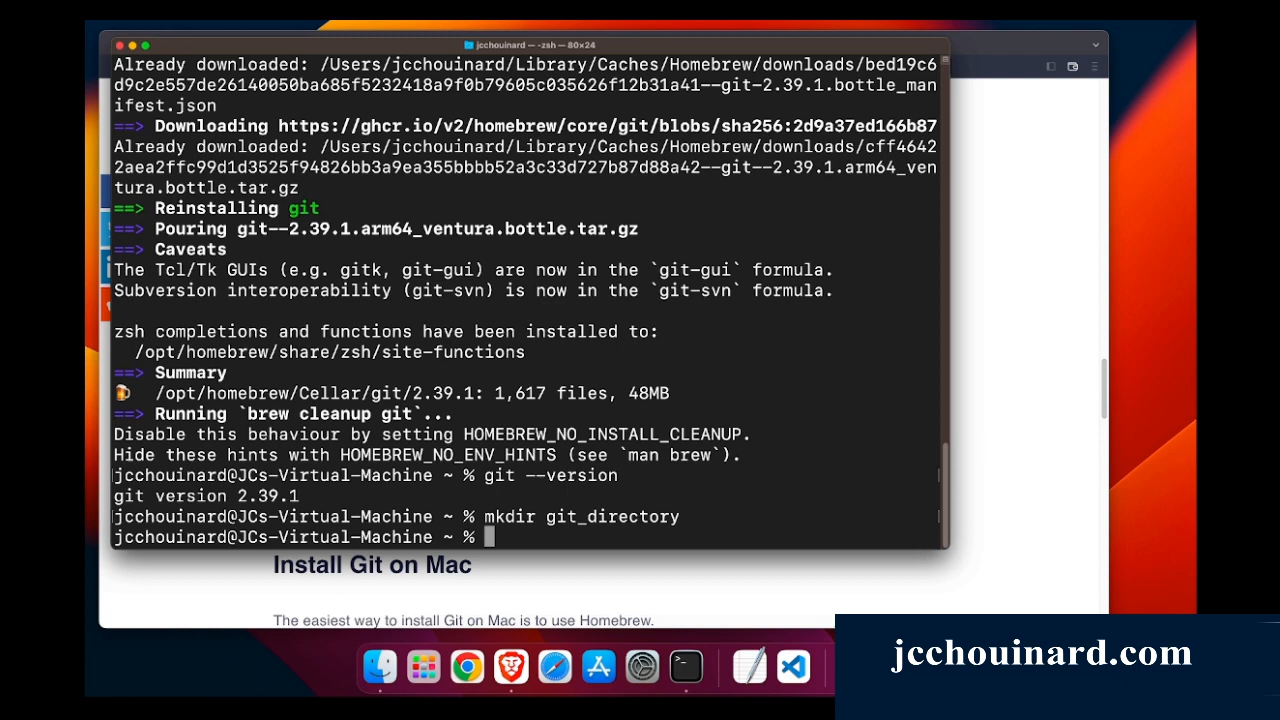 jcchouinard — -zsh — 80×24
Already downloaded: /Users/jcchouinard/Library/Caches/Homebrew/downloads/bed19c6
d9c2e557de26140050ba685f5232418a9f0b79605c035626f12b31a41--git-2.39.1.bottle_man
ifest.json
==> Downloading https://ghcr.io/v2/homebrew/core/git/blobs/sha256:2d9a37ed166b87
Already downloaded: /Users/jcchouinard/Library/Caches/Homebrew/downloads/cff4642
2aea2ffc99d1d3525f94826bb3a9ea355bbbb52a3c33d727b87d88a42--git--2.39.1.arm64_ven
tura.bottle.tar.gz
==> Reinstalling git
==> Pouring git--2.39.1.arm64_ventura.bottle.tar.gz
==> Caveats
The Tcl/Tk GUIs (e.g. gitk, git-gui) are now in the `git-gui` formula.
Subversion interoperability (git-svn) is now in the `git-svn` formula.
zsh completions and functions have been installed to:
/opt/homebrew/share/zsh/site-functions
==> Summary
🍺 /opt/homebrew/Cellar/git/2.39.1: 1,617 files, 48MB
==> Running `brew cleanup git`...
Disable this behaviour by setting HOMEBREW_NO_INSTALL_CLEANUP.
Hide these hints with HOMEBREW_NO_ENV_HINTS (see `man brew`).
jcchouinard@JCs-Virtual-Machine ~ % git --version
git version 2.39.1
jcchouinard@JCs-Virtual-Machine ~ % mkdir git_directory
jcchouinard@JCs-Virtual-Machine ~ %
Install Git on Mac
The easiest way to install Git on Mac is to use Homebrew.
jcchouinard.com